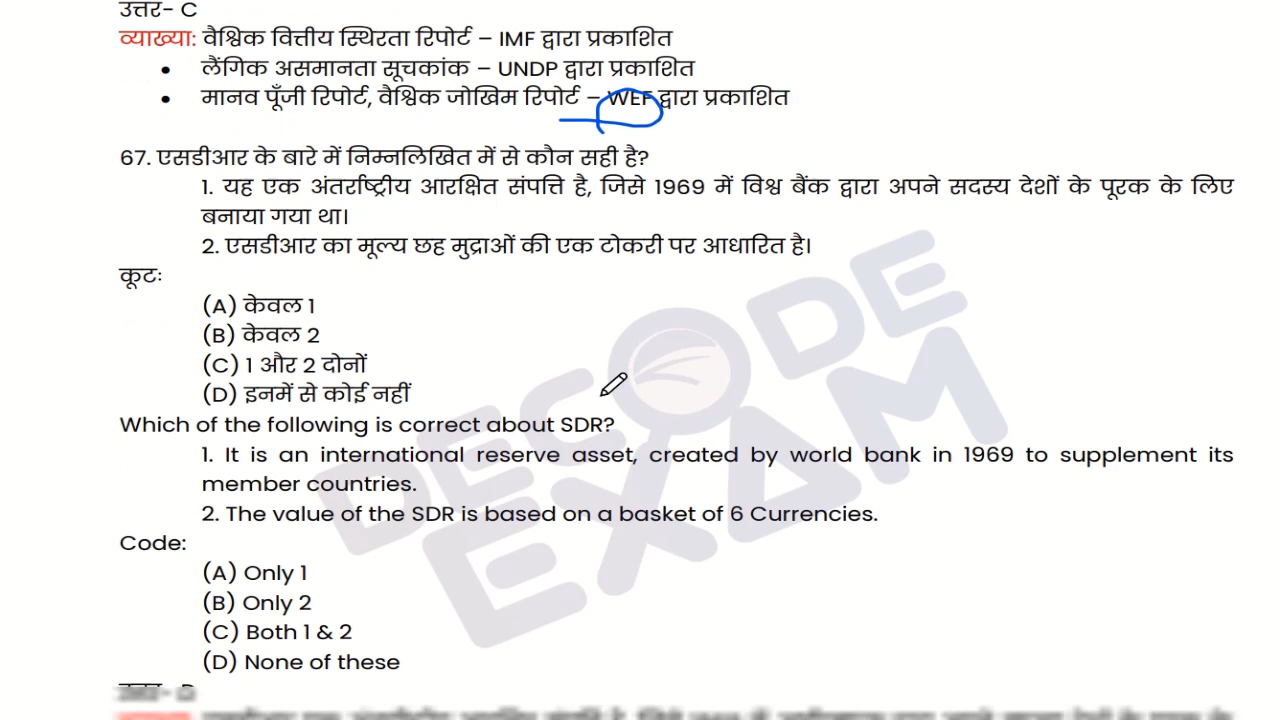 उत्तर- C
व्याख्या: वैश्विक वित्तीय स्थिरता रिपोर्ट – IMF द्वारा प्रकाशित
• लैंगिक असमानता सूचकांक – UNDP द्वारा प्रकाशित
• मानव पूँजी रिपोर्ट, वैश्विक जोखिम रिपोर्ट – WEF द्वारा प्रकाशित
67. एसडीआर के बारे में निम्नलिखित में से कौन सही है?
1. यह एक अंतर्राष्ट्रीय आरक्षित संपत्ति है, जिसे 1969 में विश्व बैंक द्वारा अपने सदस्य देशों के पूरक के लिए
बनाया गया था।
2. एसडीआर का मूल्य छह मुद्राओं की एक टोकरी पर आधारित है।
कूटः
(A) केवल 1
(B) केवल 2
(C) 1 और 2 दोनों
(D) इनमें से कोई नहीं
Which of the following is correct about SDR?
1. It is an international reserve asset, created by world bank in 1969 to supplement its
member countries.
2. The value of the SDR is based on a basket of 6 Currencies.
Code:
(A) Only 1
(B) Only 2
(C) Both 1 & 2
(D) None of these
DECODE
EXAM